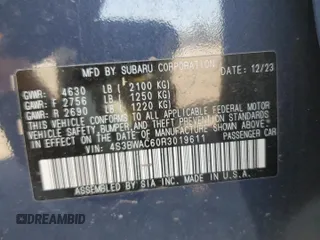 MFD BY SUBARU CORPORATION DATE: 12/23
GVWR: 4630 LB ( 2100 KG)
GAWR: F 2756 LB ( 1250 KG)
GAWR: R 2690 LB ( 1220 KG)
THIS VEHICLE CONFORMS TO ALL APPLICABLE FEDERAL MOTOR
VEHICLE SAFETY, BUMPER, AND THEFT PREVENTION STANDARDS
IN EFFECT ON THE DATE OF MANUFACTURE SHOWN ABOVE.
VIN: 4S3BWAC60R3019611 PASSENGER CAR
ASSEMBLED BY SIA, INC. MADE IN U.S.A.
DREAMBID